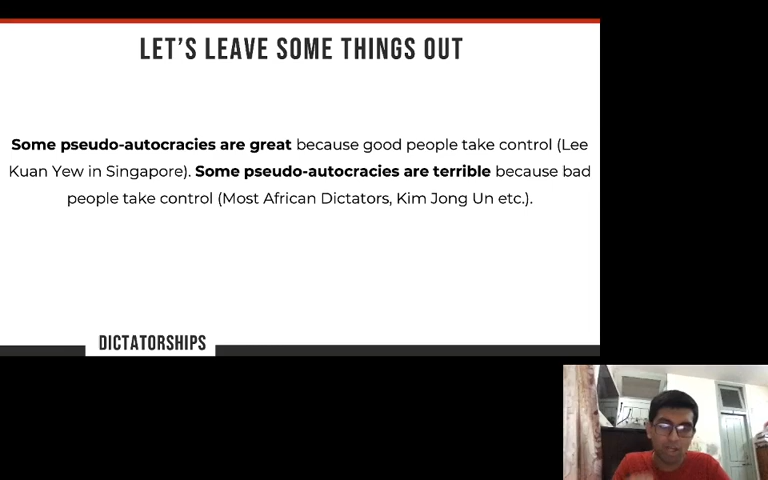 LET'S LEAVE SOME THINGS OUT
Some pseudo-autocracies are great because good people take control (Lee
Kuan Yew in Singapore). Some pseudo-autocracies are terrible because bad
people take control (Most African Dictators, Kim Jong Un etc.).
DICTATORSHIPS